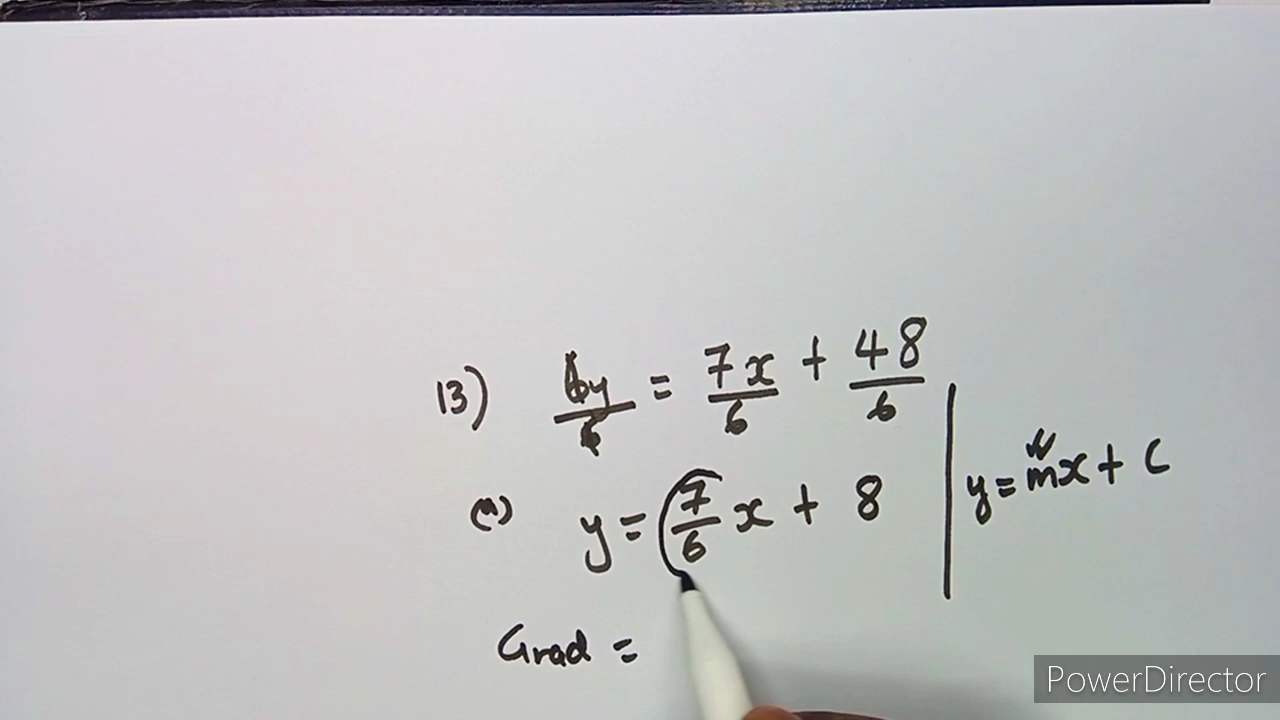 13) 6y/6 = 7x/6 + 48/6
(a) y = 7/6 x + 8
y = mx + c
Grad =
PowerDirector